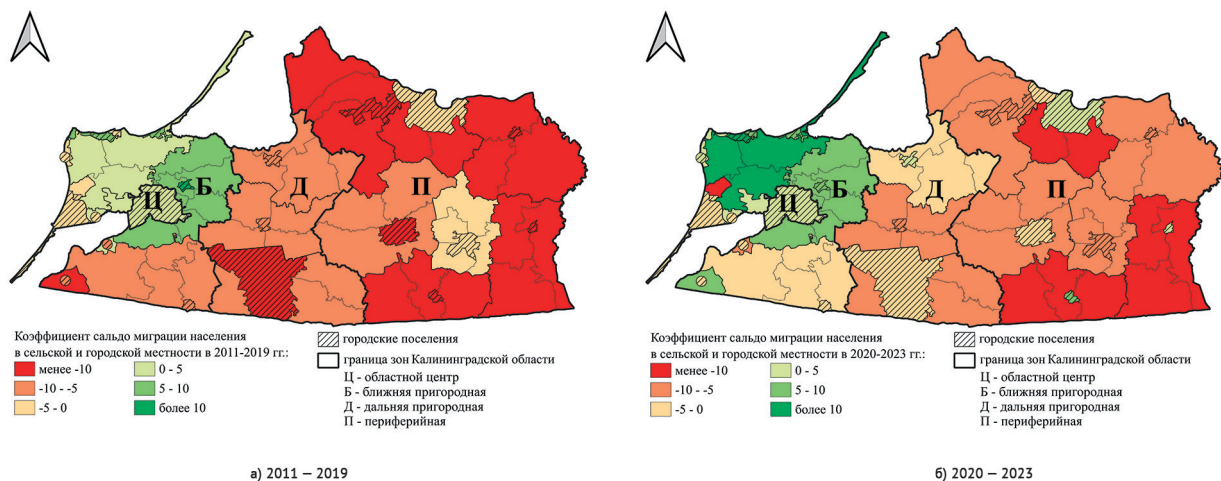 Ц
Б
Д
П
Коэффициент сальдо миграции населения
в сельской и городской местности в 2011-2019 гг.:
менее -10
-10 - -5
-5 - 0
0 - 5
5 - 10
более 10
городские поселения
граница зон Калининградской области
Ц - областной центр
Б - ближняя пригородная
Д - дальняя пригородная
П - периферийная
а) 2011 — 2019
Ц
Б
Д
П
Коэффициент сальдо миграции населения
в сельской и городской местности в 2020-2023 гг.:
менее -10
-10 - -5
-5 - 0
0 - 5
5 - 10
более 10
городские поселения
граница зон Калининградской области
Ц - областной центр
Б - ближняя пригородная
Д - дальняя пригородная
П - периферийная
б) 2020 — 2023